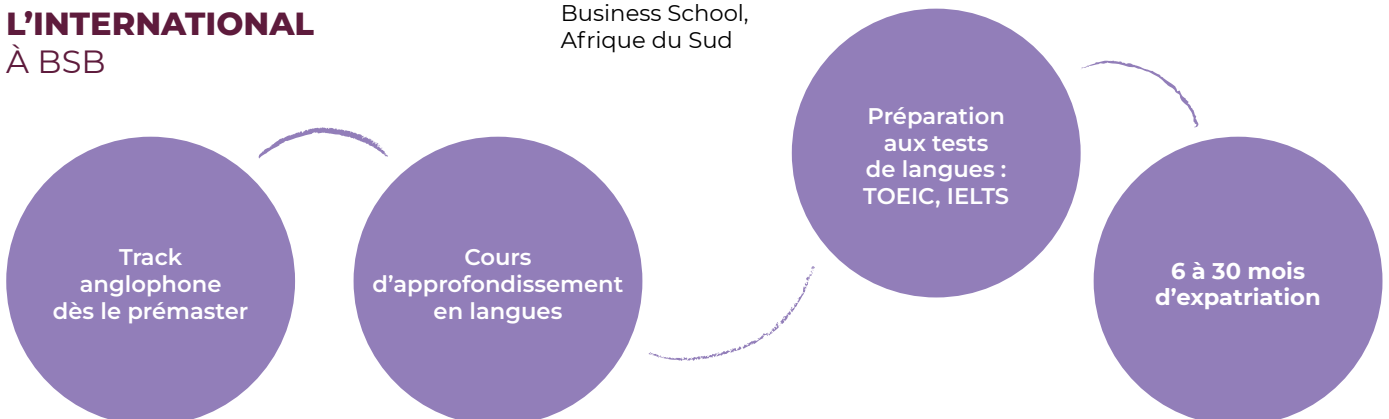 L’INTERNATIONAL
À BSB
Business School,
Afrique du Sud
Track
anglophone
dès le prémaster
Cours
d’approfondissement
en langues
Préparation
aux tests
de langues :
TOEIC, IELTS
6 à 30 mois
d’expatriation